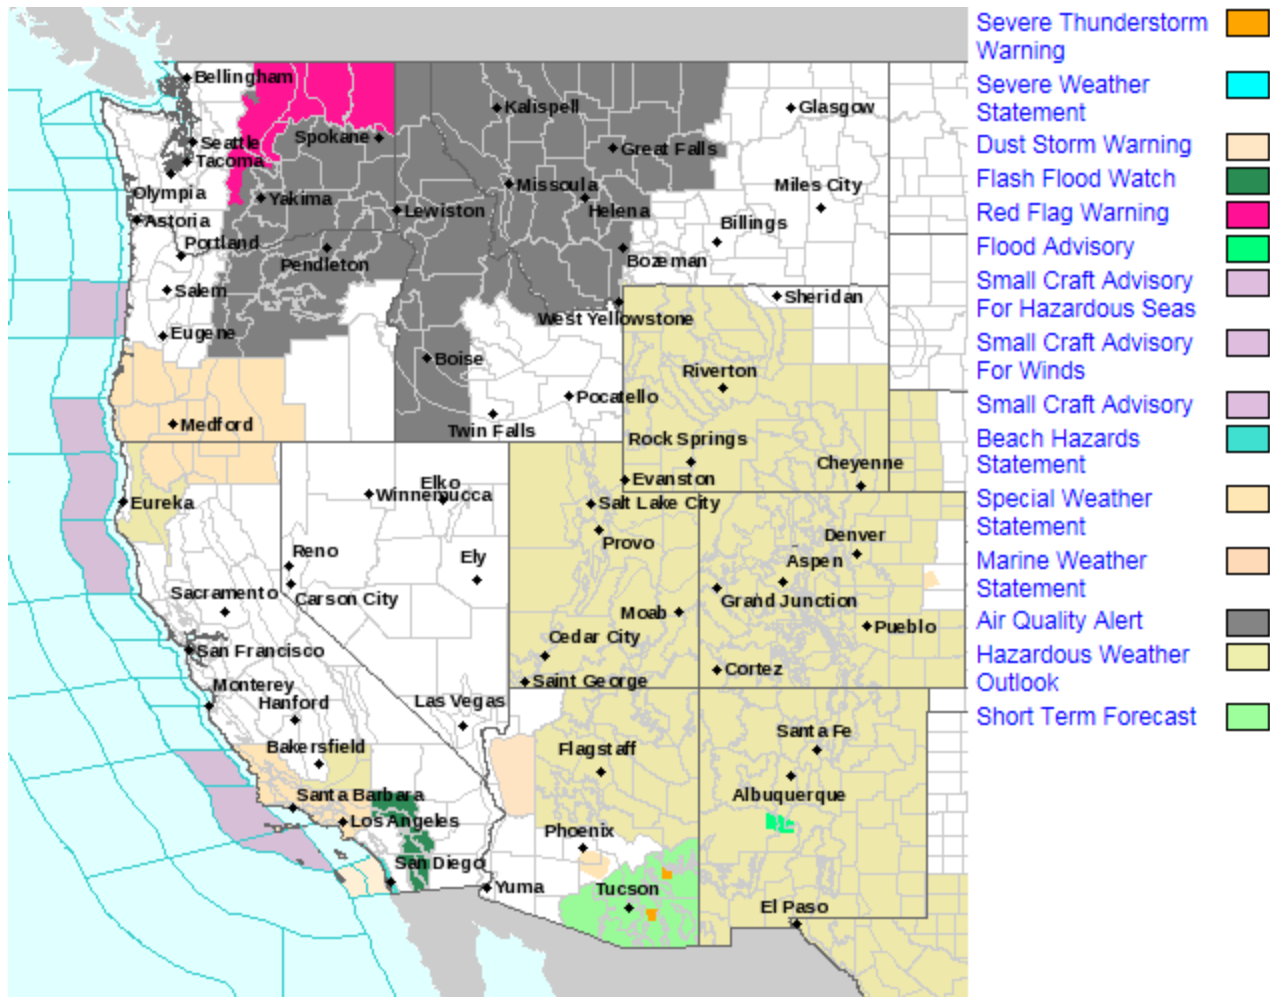 Bellingham
Kalispell
Glasgow
Seattle
Spokane
Great Falls
Tacoma
Olympia
Missoula
Miles City
Yakima
Lewiston
Helena
Astoria
Billings
Portland
Pendleton
Bozeman
Salem
Sheridan
West Yellowstone
Eugene
Boise
Riverton
Pocatello
Medford
Twin Falls
Rock Springs
Cheyenne
Elko
Evanston
Winnemucca
Eureka
Salt Lake City
Provo
Denver
Reno
Ely
Aspen
Sacramento
Carson City
Grand Junction
Moab
Pueblo
Cedar City
San Francisco
Cortez
Saint George
Monterey
Hanford
Las Vegas
Santa Fe
Bakersfield
Flagstaff
Santa Barbara
Albuquerque
Los Angeles
Phoenix
San Diego
Yuma
Tucson
El Paso
Severe Thunderstorm
Warning
Severe Weather
Statement
Dust Storm Warning
Flash Flood Watch
Red Flag Warning
Flood Advisory
Small Craft Advisory
For Hazardous Seas
Small Craft Advisory
For Winds
Small Craft Advisory
Beach Hazards
Statement
Special Weather
Statement
Marine Weather
Statement
Air Quality Alert
Hazardous Weather
Outlook
Short Term Forecast